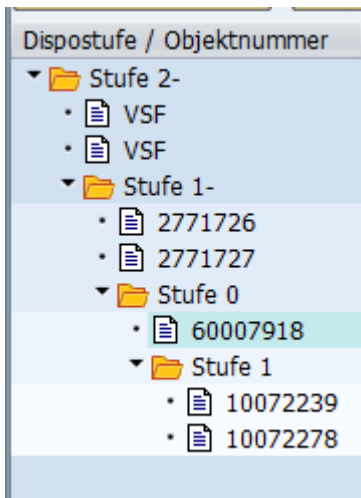 Dispostufe / Objektnummer
Stufe 2-
VSF
VSF
Stufe 1-
2771726
2771727
Stufe 0
60007918
Stufe 1
10072239
10072278